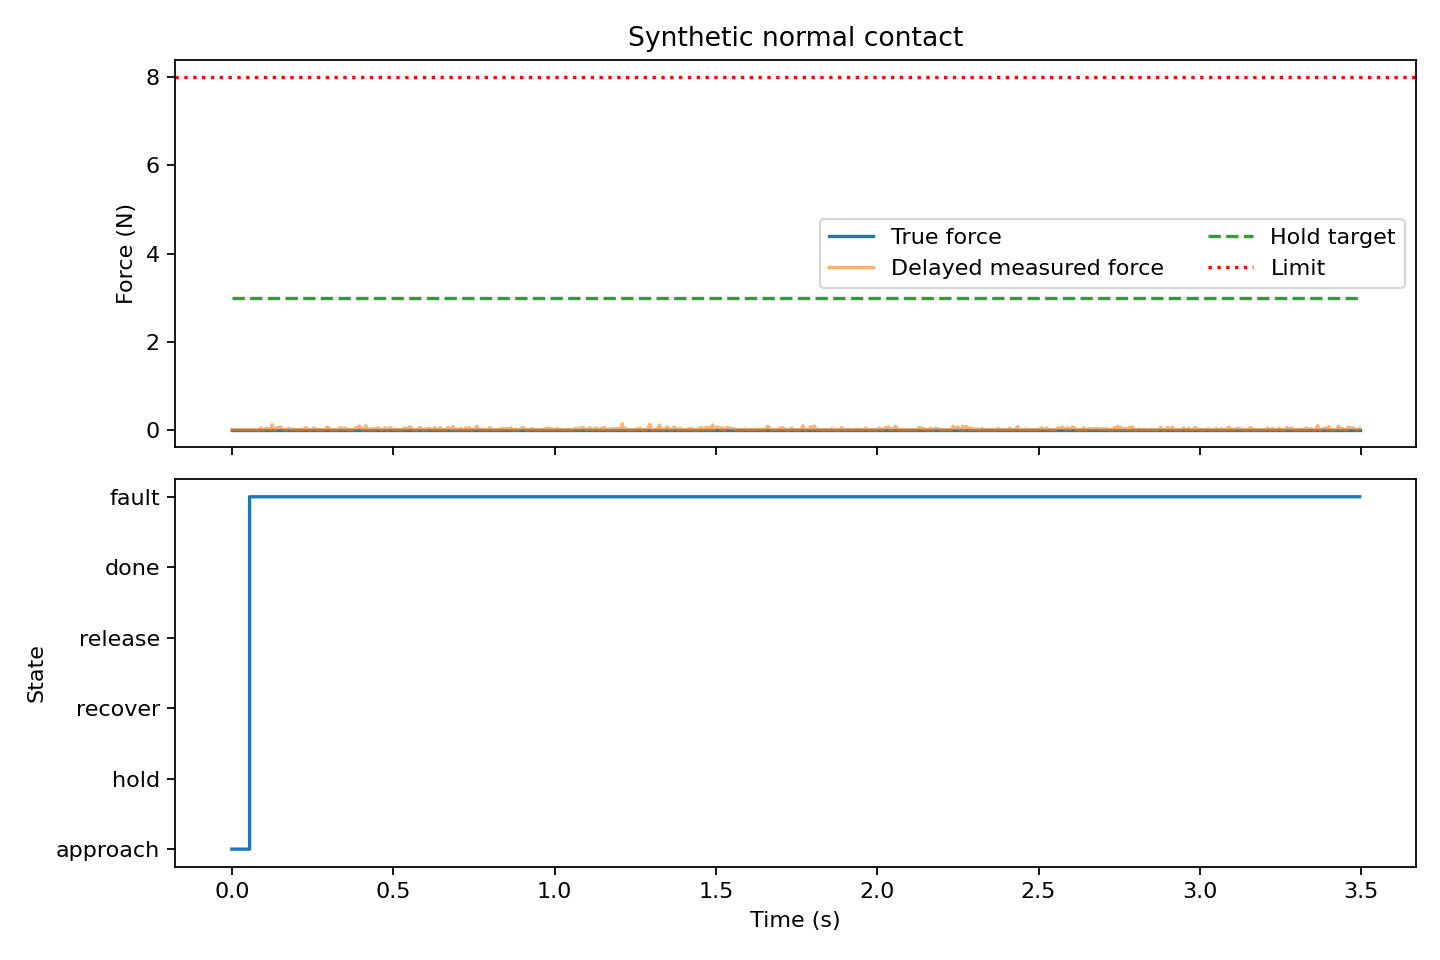 Synthetic normal contact
Force (N)
8
6
4
2
0
True force
Delayed measured force
Hold target
Limit
State
fault
done
release
recover
hold
approach
0.0 0.5 1.0 1.5 2.0 2.5 3.0 3.5
Time (s)